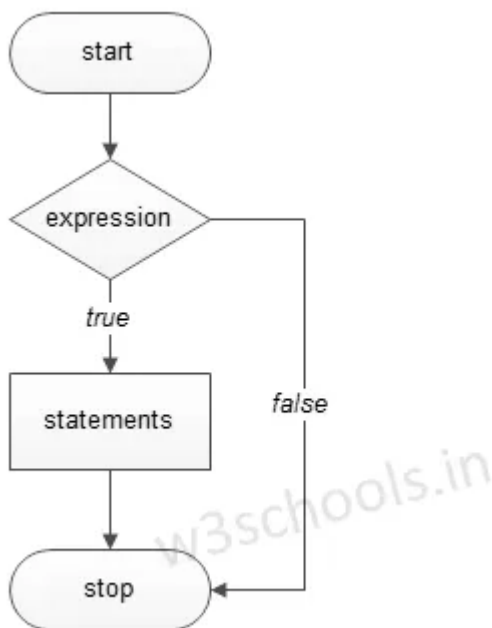 start
expression
true
statements
false
w3schools.in
stop